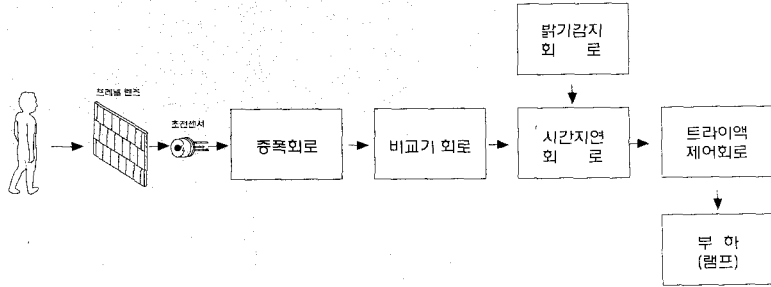 밝기감지
회 로
프레넬 렌즈
초전센서
증폭회로
비교기 회로
시간지연
회 로
트라이액
제어회로
부 하
(램프)